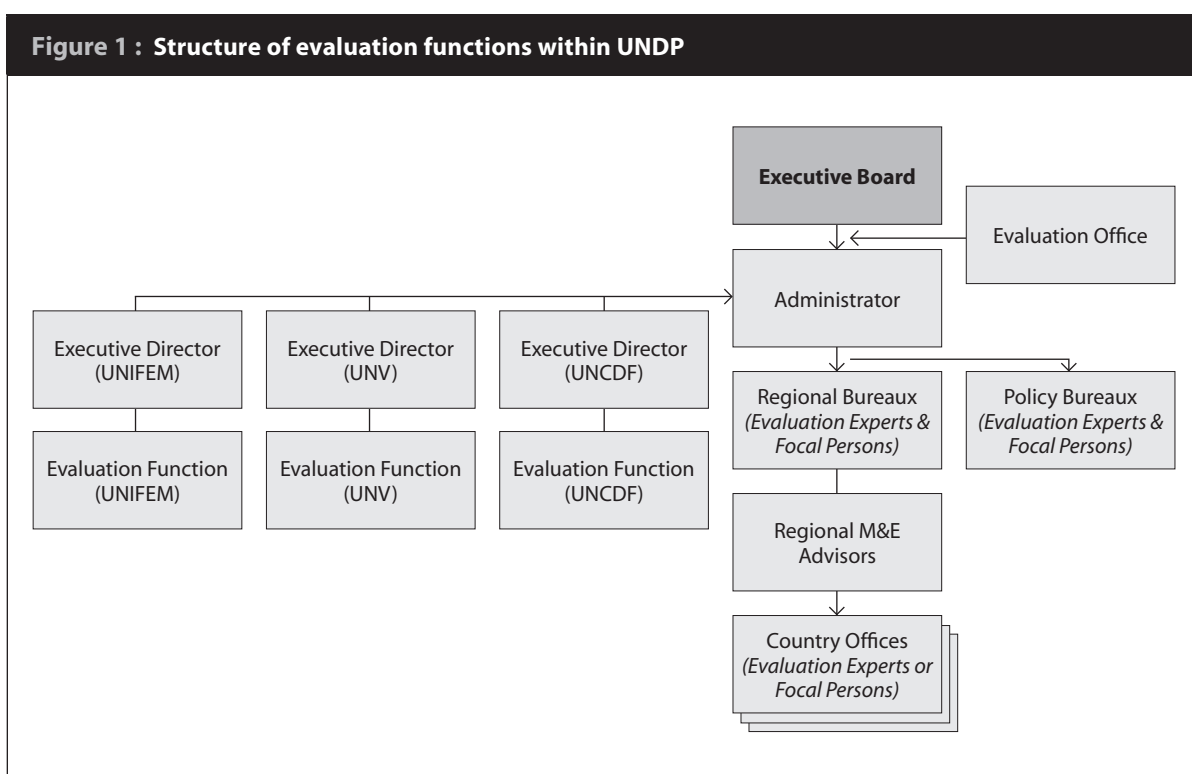 Figure 1 : Structure of evaluation functions within UNDP
Executive Board
Evaluation Office
Administrator
Executive Director
(UNIFEM)
Executive Director
(UNV)
Executive Director
(UNCDF)
Regional Bureaux
(Evaluation Experts &
Focal Persons)
Policy Bureaux
(Evaluation Experts &
Focal Persons)
Evaluation Function
(UNIFEM)
Evaluation Function
(UNV)
Evaluation Function
(UNCDF)
Regional M&E
Advisors
Country Offices
(Evaluation Experts or
Focal Persons)